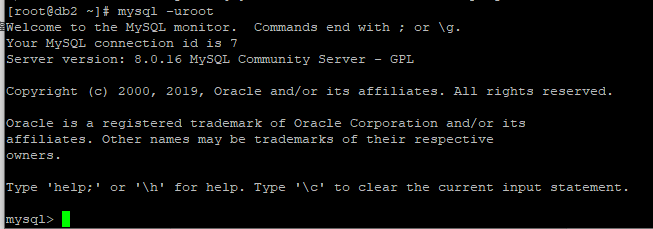 [root@db2 ~]# mysql -uroot
Welcome to the MySQL monitor.  Commands end with ; or \g.
Your MySQL connection id is 7
Server version: 8.0.16 MySQL Community Server - GPL

Copyright (c) 2000, 2019, Oracle and/or its affiliates. All rights reserved.

Oracle is a registered trademark of Oracle Corporation and/or its
affiliates. Other names may be trademarks of their respective
owners.

Type 'help;' or '\h' for help. Type '\c' to clear the current input statement.

mysql>